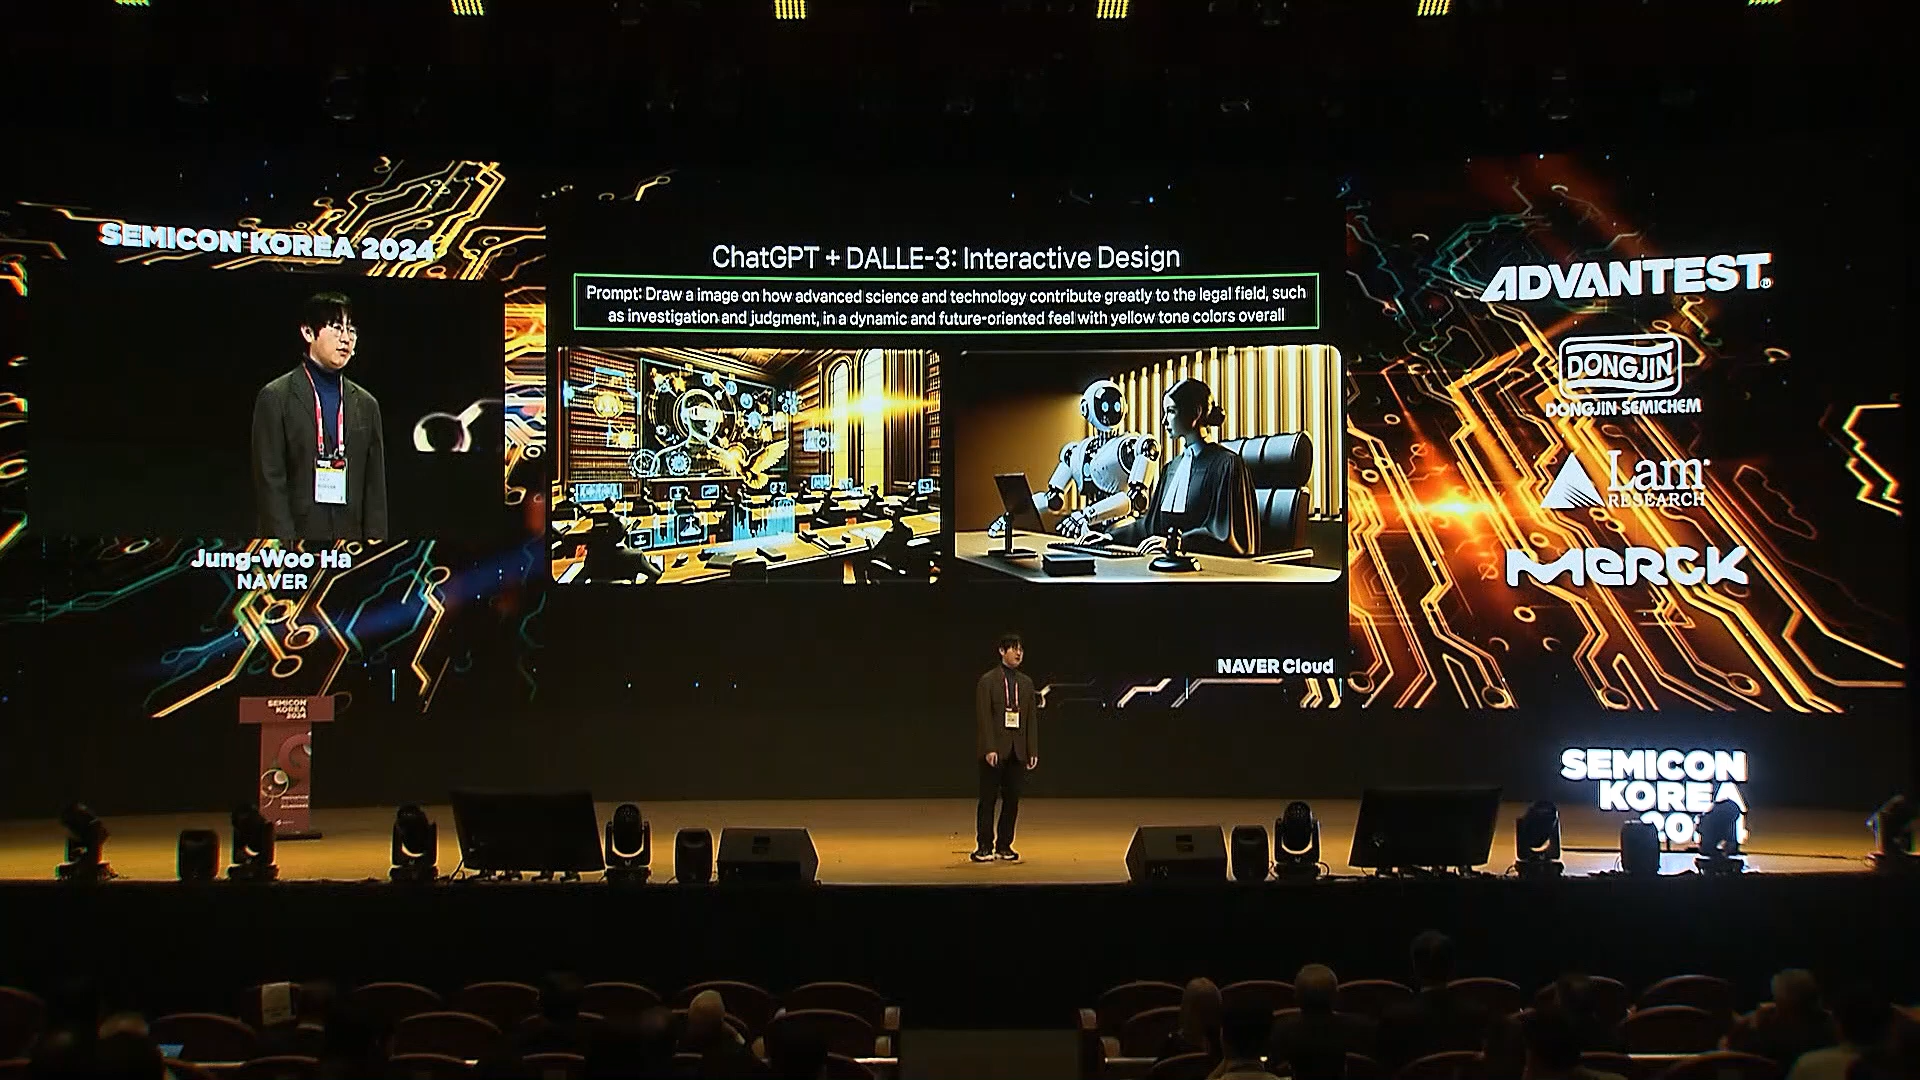 SEMICON KOREA 2024
Jung-Woo Ha
NAVER
ChatGPT + DALLE-3: Interactive Design
Prompt: Draw a image on how advanced science and technology contribute greatly to the legal field, such
as investigation and judgment, in a dynamic and future-oriented feel with yellow tone colors overall
NAVER Cloud
ADVANTEST
DONGJIN
DONGJIN SEMICHEM
Lam
RESEARCH
MERCK
SEMICON
KOREA
2024
SEMICON
KOREA